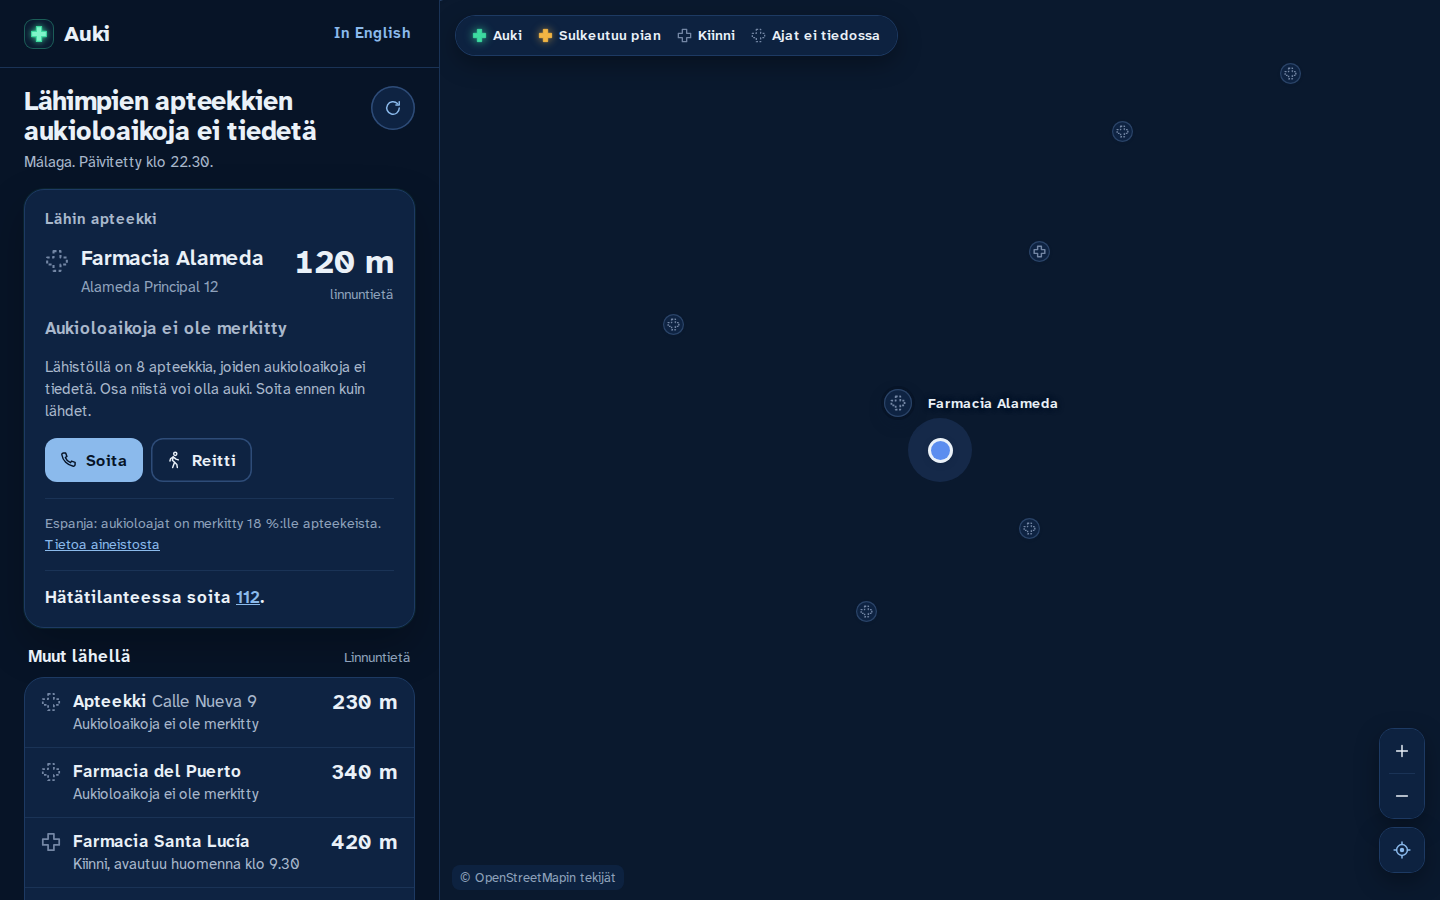 Auki
In English
Lähimpien apteekkien
aukioloaikoja ei tiedetä
Málaga. Päivitetty klo 22.30.
Lähin apteekki
Farmacia Alameda
120 m
Alameda Principal 12
linnuntietä
Aukioloaikoja ei ole merkitty
Lähistöllä on 8 apteekkia, joiden aukioloaikoja ei
tiedetä. Osa niistä voi olla auki. Soita ennen kuin
lähdet.
Soita
Reitti
Espanja: aukioloajat on merkitty 18 %:lle apteekeista.
Tietoa aineistosta
Hätätilanteessa soita 112.
Muut lähellä
Linnuntietä
Apteekki Calle Nueva 9
230 m
Aukioloaikoja ei ole merkitty
Farmacia del Puerto
340 m
Aukioloaikoja ei ole merkitty
Farmacia Santa Lucía
420 m
Kiinni, avautuu huomenna klo 9.30
Auki
Sulkeutuu pian
Kiinni
Ajat ei tiedossa
Farmacia Alameda
© OpenStreetMapin tekijät